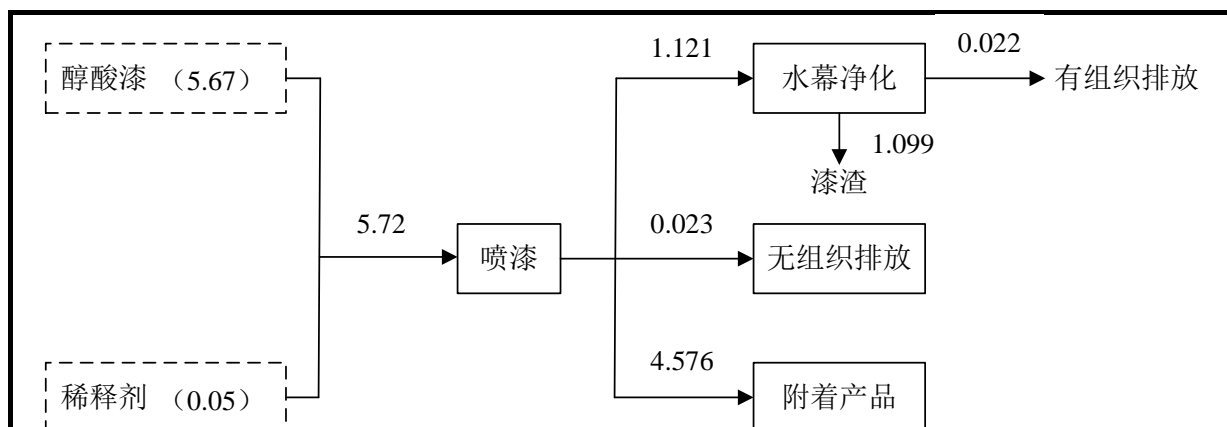 1.121
0.022
醇酸漆 （5.67）
水幕净化
有组织排放
1.099
漆渣
5.72
0.023
喷漆
无组织排放
4.576
稀释剂 （0.05）
附着产品